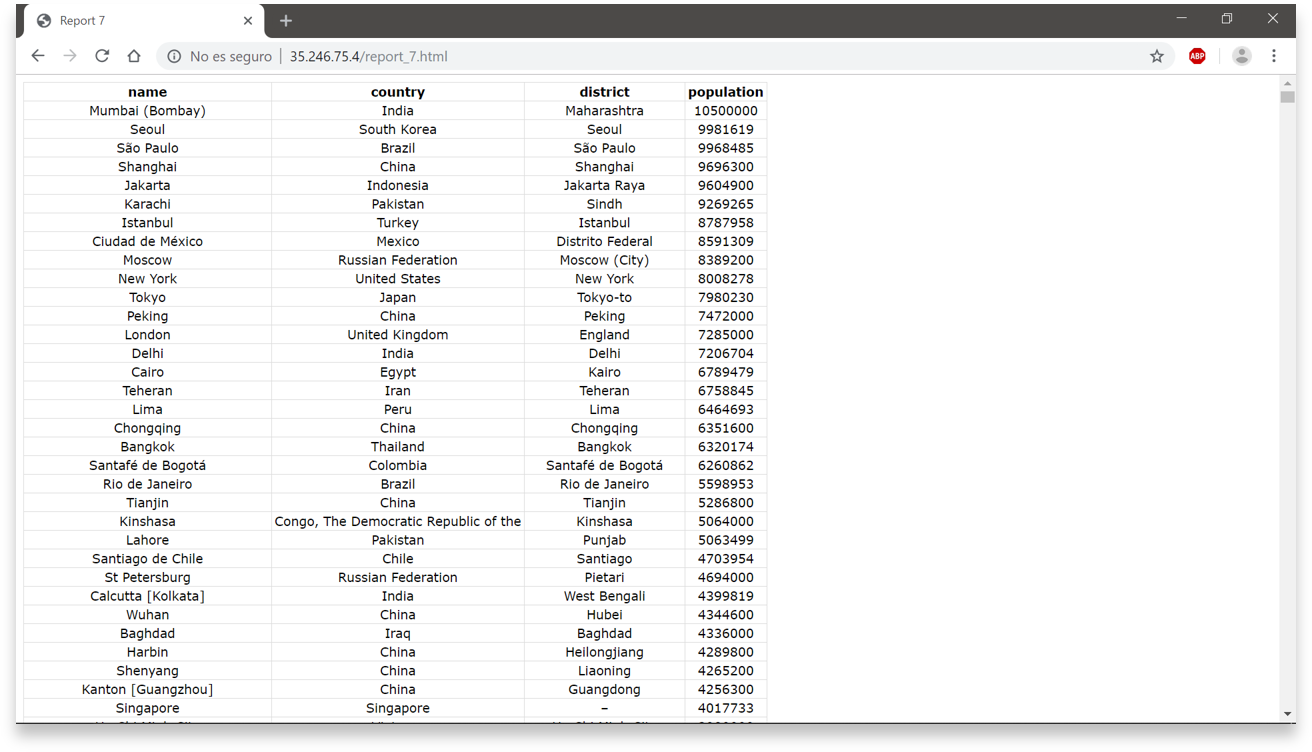 Report 7
No es seguro | 35.246.75.4/report_7.html
ABP
name country district population
Mumbai (Bombay) India Maharashtra 10500000
Seoul South Korea Seoul 9981619
São Paulo Brazil São Paulo 9968485
Shanghai China Shanghai 9696300
Jakarta Indonesia Jakarta Raya 9604900
Karachi Pakistan Sindh 9269265
Istanbul Turkey Istanbul 8787958
Ciudad de México Mexico Distrito Federal 8591309
Moscow Russian Federation Moscow (City) 8389200
New York United States New York 8008278
Tokyo Japan Tokyo-to 7980230
Peking China Peking 7472000
London United Kingdom England 7285000
Delhi India Delhi 7206704
Cairo Egypt Kairo 6789479
Teheran Iran Teheran 6758845
Lima Peru Lima 6464693
Chongqing China Chongqing 6351600
Bangkok Thailand Bangkok 6320174
Santafé de Bogotá Colombia Santafé de Bogotá 6260862
Rio de Janeiro Brazil Rio de Janeiro 5598953
Tianjin China Tianjin 5286800
Kinshasa Congo, The Democratic Republic of the Kinshasa 5064000
Lahore Pakistan Punjab 5063499
Santiago de Chile Chile Santiago 4703954
St Petersburg Russian Federation Pietari 4694000
Calcutta [Kolkata] India West Bengali 4399819
Wuhan China Hubei 4344600
Baghdad Iraq Baghdad 4336000
Harbin China Heilongjiang 4289800
Shenyang China Liaoning 4265200
Kanton [Guangzhou] China Guangdong 4256300
Singapore Singapore – 4017733